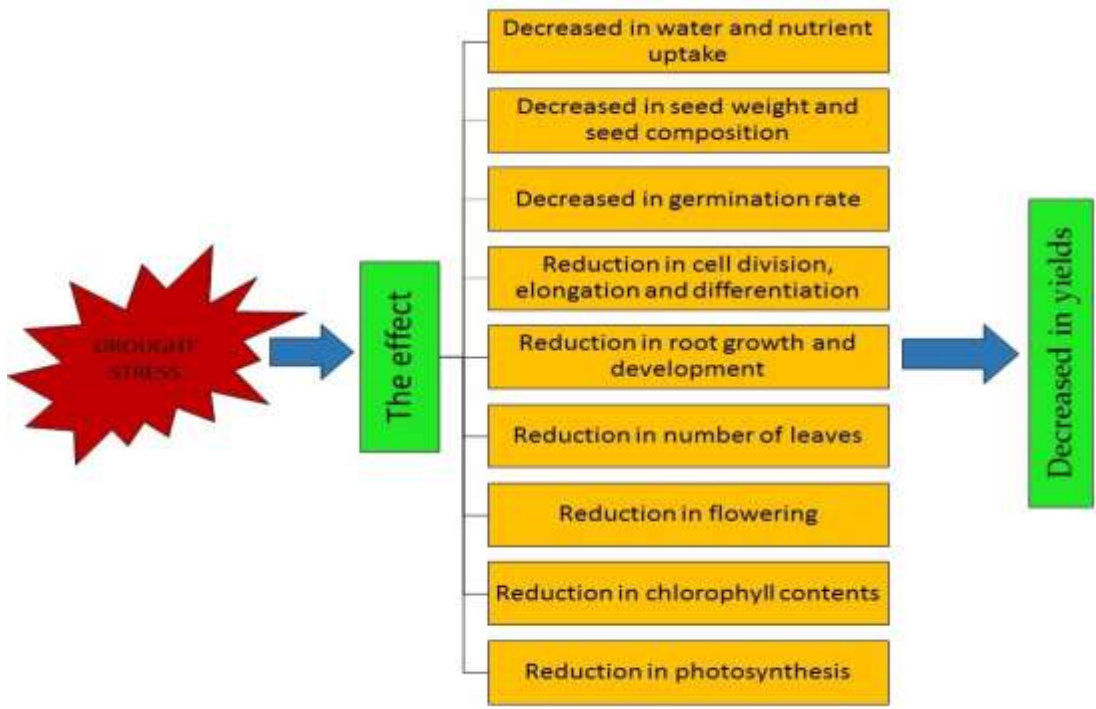 DROUGHT
STRESS
The effect
Decreased in water and nutrient
uptake
Decreased in seed weight and
seed composition
Decreased in germination rate
Reduction in cell division,
elongation and differentiation
Reduction in root growth and
development
Reduction in number of leaves
Reduction in flowering
Reduction in chlorophyll contents
Reduction in photosynthesis
Decreased in yields